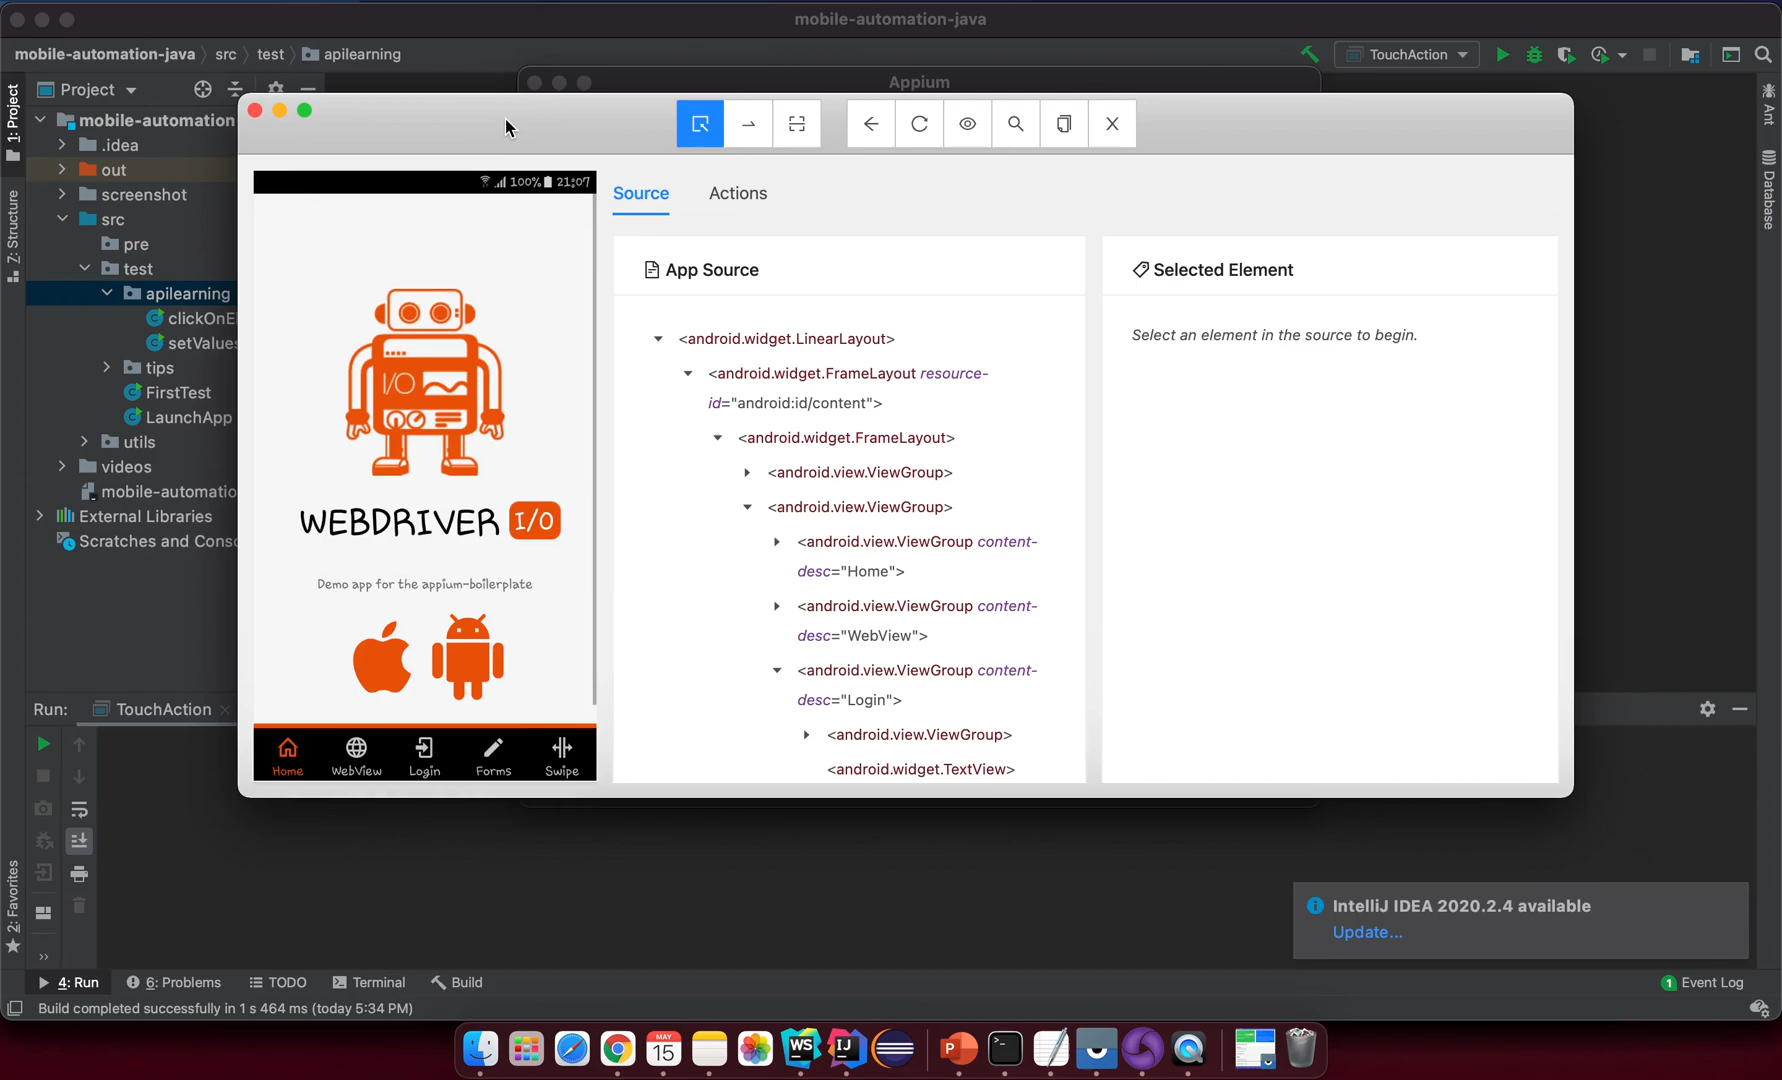 mobile-automation-java
mobile-automation-java
src
test
apilearning
TouchAction
Project
Appium
1: Project
Z: Structure
2: Favorites
Ant
Database
mobile-automation
.idea
out
screenshot
src
pre
test
apilearning
clickOnE
setValues
tips
FirstTest
LaunchApp
utils
videos
mobile-automatio
External Libraries
Scratches and Conso
100% 21:07
I/O
WEBDRIVER I/O
Demo app for the appium-boilerplate
Home
WebView
Login
Forms
Swipe
Source
Actions
App Source
<android.widget.LinearLayout>
<android.widget.FrameLayout resource-
id="android:id/content">
<android.widget.FrameLayout>
<android.view.ViewGroup>
<android.view.ViewGroup>
<android.view.ViewGroup content-
desc="Home">
<android.view.ViewGroup content-
desc="WebView">
<android.view.ViewGroup content-
desc="Login">
<android.view.ViewGroup>
<android.widget.TextView>
Selected Element
Select an element in the source to begin.
Run:
TouchAction
IntelliJ IDEA 2020.2.4 available
Update...
4: Run
6: Problems
TODO
Terminal
Build
1 Event Log
Build completed successfully in 1 s 464 ms (today 5:34 PM)
MAY
15
WS
IJ
P